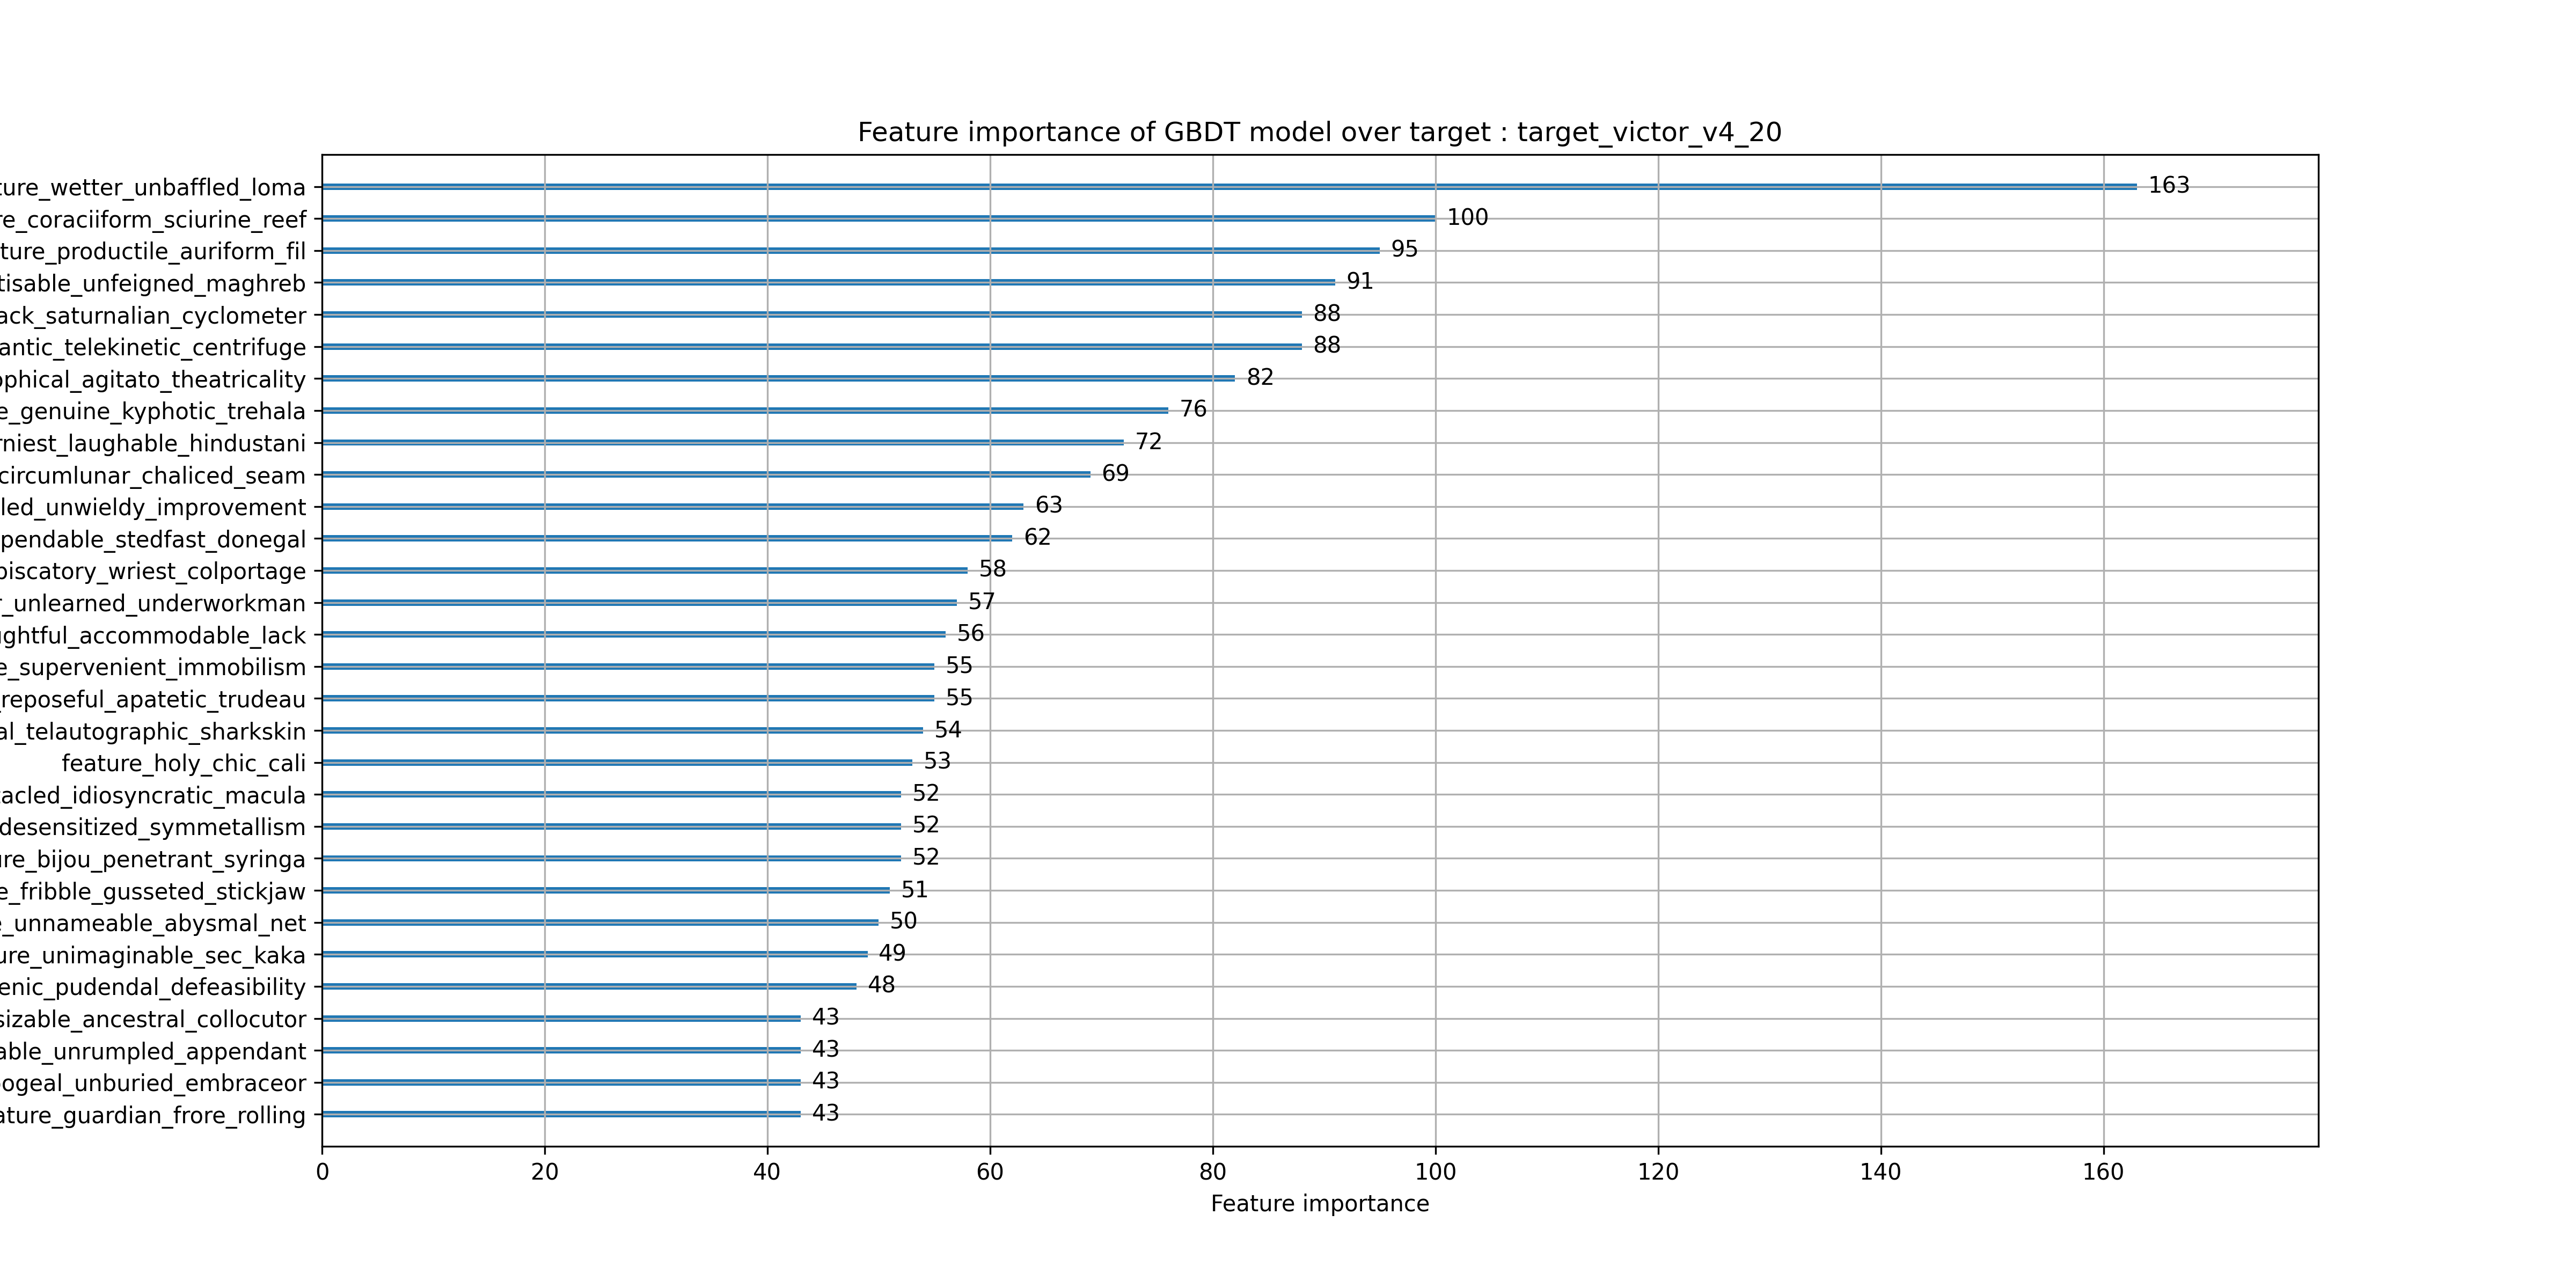 Feature importance of GBDT model over target : target_victor_v4_20
ture_wetter_unbaffled_loma 163
re_coraciiform_sciurine_reef 100
ture_productile_auriform_fil 95
tisable_unfeigned_maghreb 91
ack_saturnalian_cyclometer 88
antic_telekinetic_centrifuge 88
ophical_agitato_theatricality 82
e_genuine_kyphotic_trehala 76
rniest_laughable_hindustani 72
circumlunar_chaliced_seam 69
led_unwieldy_improvement 63
pendable_stedfast_donegal 62
piscatory_wriest_colportage 58
r_unlearned_underworkman 57
ghtful_accommodable_lack 56
e_supervenient_immobilism 55
_reposeful_apatetic_trudeau 55
al_telautographic_sharkskin 54
feature_holy_chic_cali 53
acled_idiosyncratic_macula 52
desensitized_symmetallism 52
ure_bijou_penetrant_syringa 52
e_fribble_gusseted_stickjaw 51
e_unnameable_abysmal_net 50
ure_unimaginable_sec_kaka 49
enic_pudendal_defeasibility 48
sizable_ancestral_collocutor 43
able_unrumpled_appendant 43
ogeal_unburied_embraceor 43
ature_guardian_frore_rolling 43
0 20 40 60 80 100 120 140 160
Feature importance